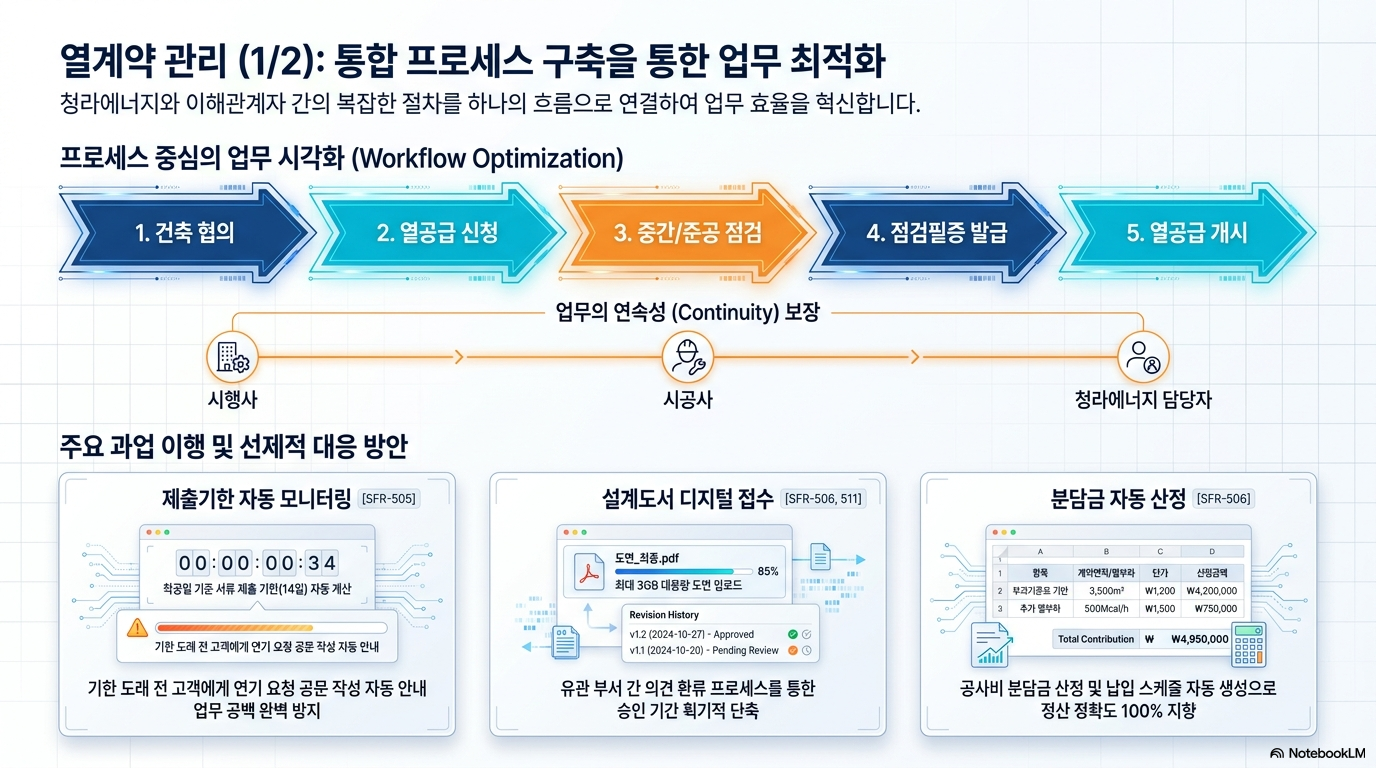 열계약 관리 (1/2): 통합 프로세스 구축을 통한 업무 최적화
청라에너지와 이해관계자 간의 복잡한 절차를 하나의 흐름으로 연결하여 업무 효율을 혁신합니다.
프로세스 중심의 업무 시각화 (Workflow Optimization)
1. 건축 협의
2. 열공급 신청
3. 중간/준공 점검
4. 점검필증 발급
5. 열공급 개시
업무의 연속성 (Continuity) 보장
시행사
시공사
청라에너지 담당자
주요 과업 이행 및 선제적 대응 방안
제출기한 자동 모니터링 [SFR-505]
00:00:00:34
착공일 기준 서류 제출 기한(14일) 자동 계산
기한 도래 전 고객에게 연기 요청 공문 작성 자동 안내
기한 도래 전 고객에게 연기 요청 공문 작성 자동 안내
업무 공백 완벽 방지
설계도서 디지털 접수 [SFR-506, 511]
도면_최종.pdf
85%
최대 3GB 대용량 도면 업로드
Revision History
v1.2 (2024-10-27) - Approved
v1.1 (2024-10-20) - Pending Review
유관 부서 간 의견 환류 프로세스를 통한
승인 기간 획기적 단축
분담금 자동 산정 [SFR-506]
A B C D
1 항목 계약면적/열부과 단가 산정금액
2 3,500m³ ₩1,200 ₩4,200,000
3 추가 열부하 500Mcal/h ₩1,500 ₩750,000
Total Contribution ₩ ₩4,950,000
공사비 분담금 산정 및 납입 스케줄 자동 생성으로
정산 정확도 100% 지향
NotebookLM